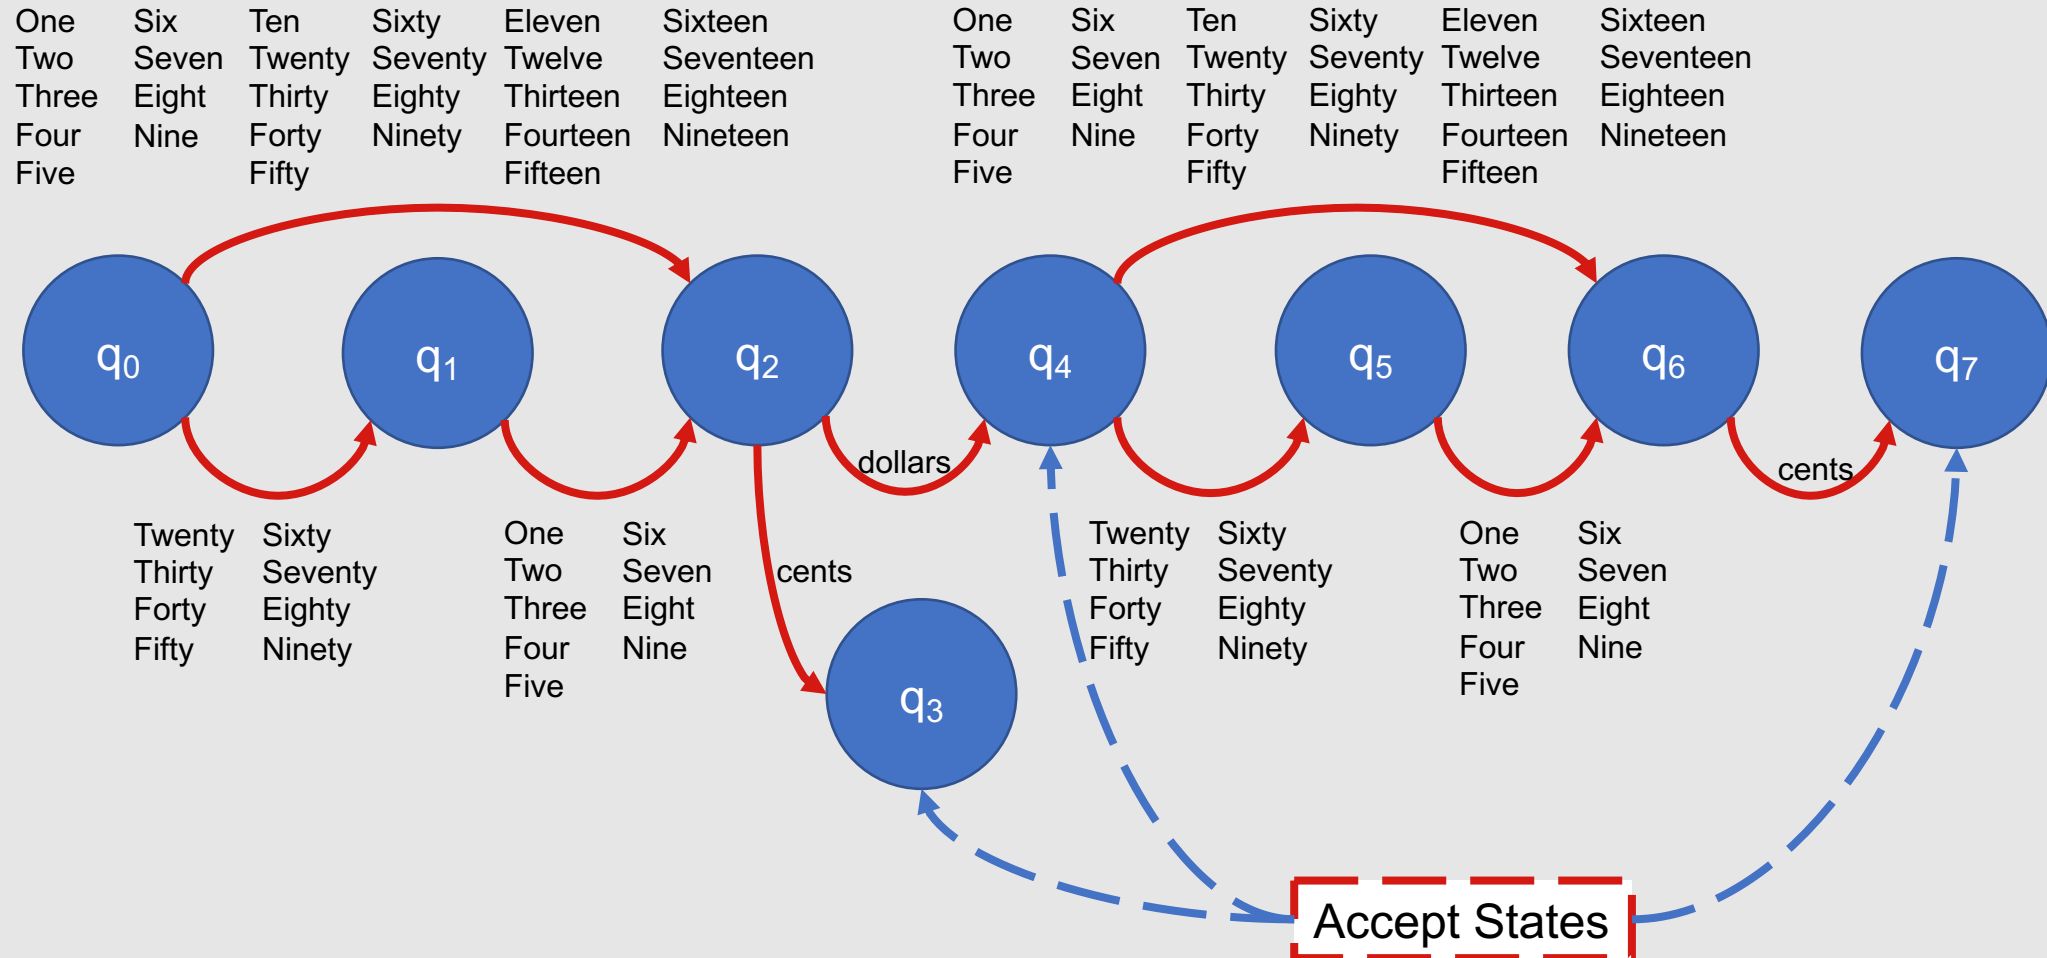 One Six Ten Sixty Eleven Sixteen
Two Seven Twenty Seventy Twelve Seventeen
Three Eight Thirty Eighty Thirteen Eighteen
Four Nine Forty Ninety Fourteen Nineteen
Five Fifty Fifteen
One Six Ten Sixty Eleven Sixteen
Two Seven Twenty Seventy Twelve Seventeen
Three Eight Thirty Eighty Thirteen Eighteen
Four Nine Forty Ninety Fourteen Nineteen
Five Fifty Fifteen
q0 q1 q2 q4 q5 q6 q7
dollars
cents
Twenty Sixty
Thirty Seventy
Forty Eighty
Fifty Ninety
One Six
Two Seven
Three Eight
Four Nine
Five
cents
Twenty Sixty
Thirty Seventy
Forty Eighty
Fifty Ninety
One Six
Two Seven
Three Eight
Four Nine
Five
q3
Accept States